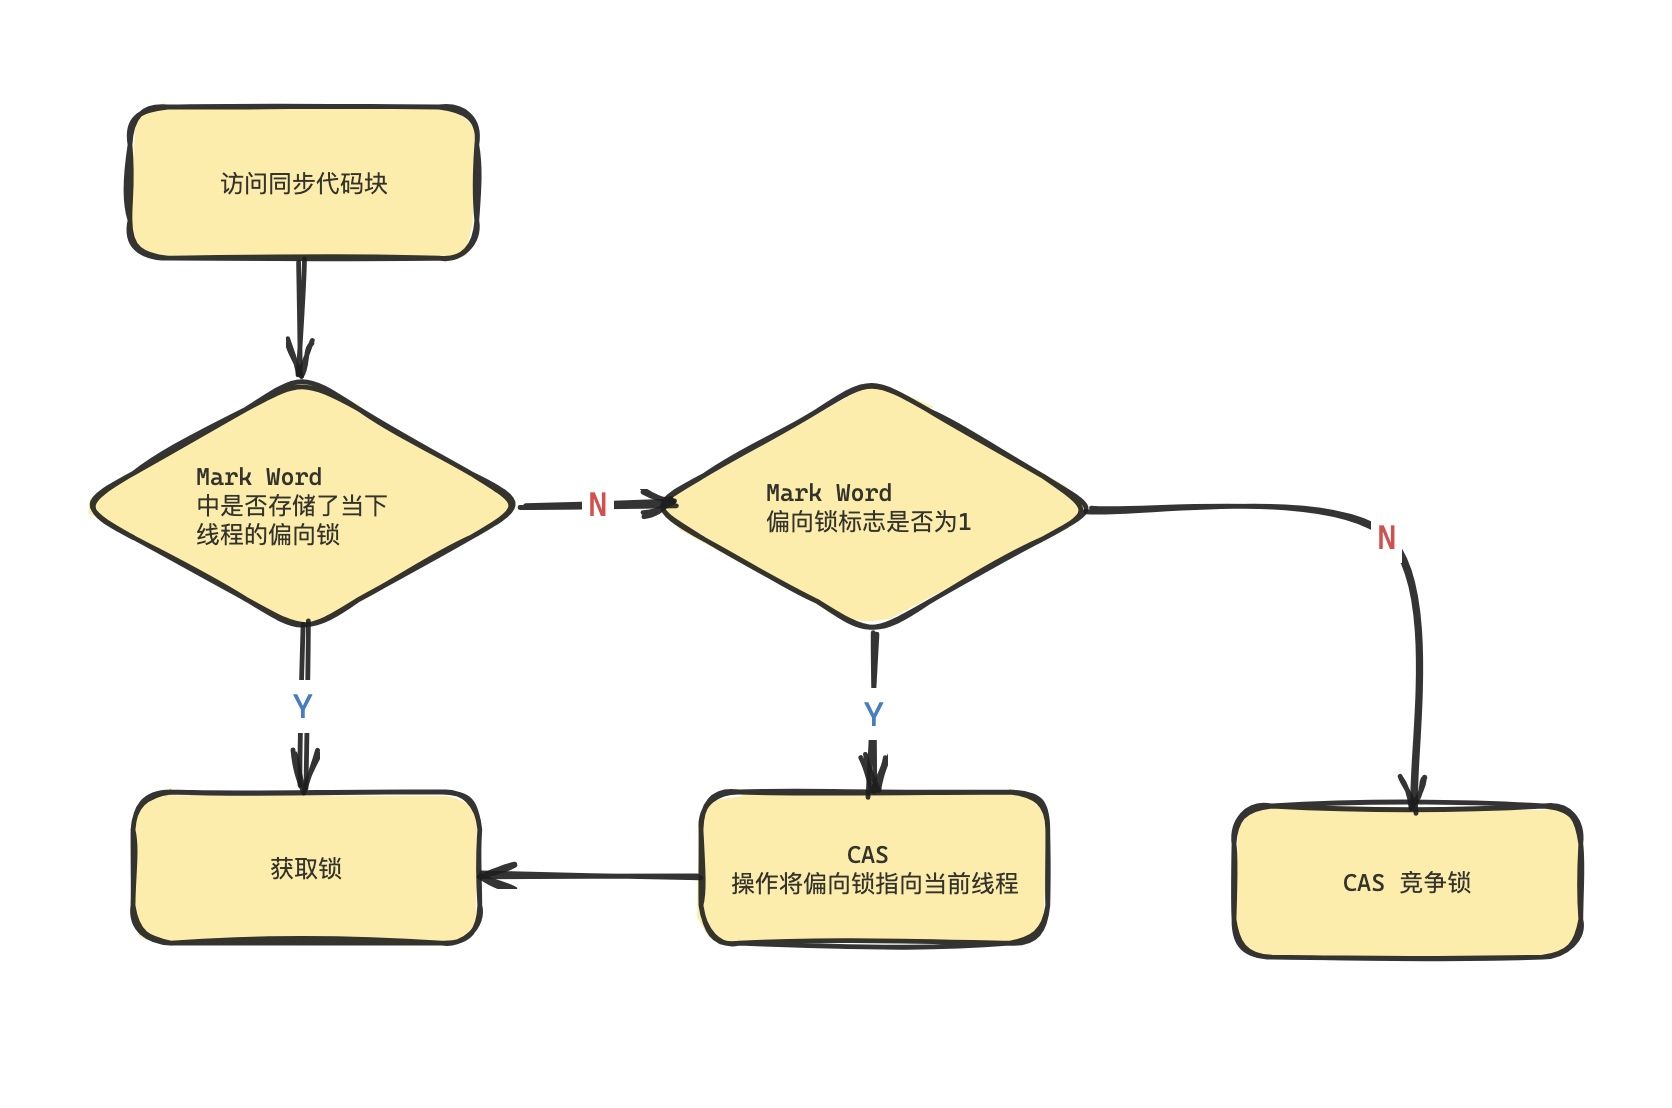 访问同步代码块
Mark Word
中是否存储了当下
线程的偏向锁
N
Mark Word
偏向锁标志是否为1
N
Y
Y
获取锁
CAS
操作将偏向锁指向当前线程
CAS 竞争锁